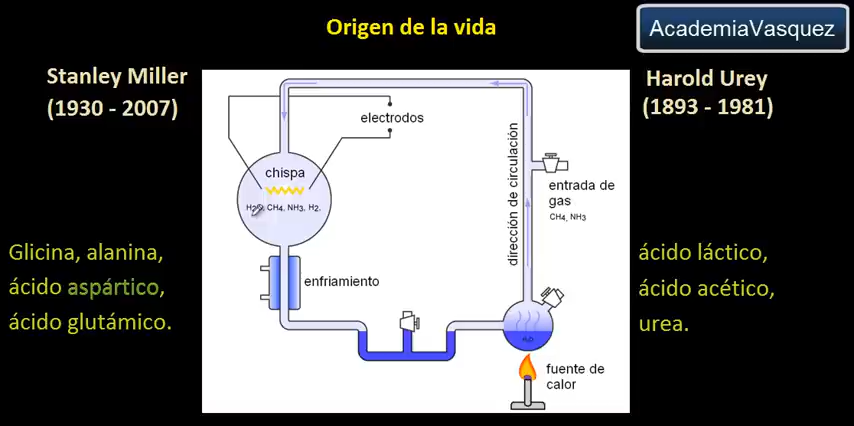 Origen de la vida
AcademiaVasquez
Stanley Miller
(1930 - 2007)
Harold Urey
(1893 - 1981)
electrodos
chispa
H₂O, CH₄, NH₃, H₂,
dirección de circulación
entrada de
gas
CH₄, NH₃
Glicina, alanina,
ácido aspártico,
ácido glutámico.
enfriamiento
ácido láctico,
ácido acético,
urea.
H₂O
fuente de
calor